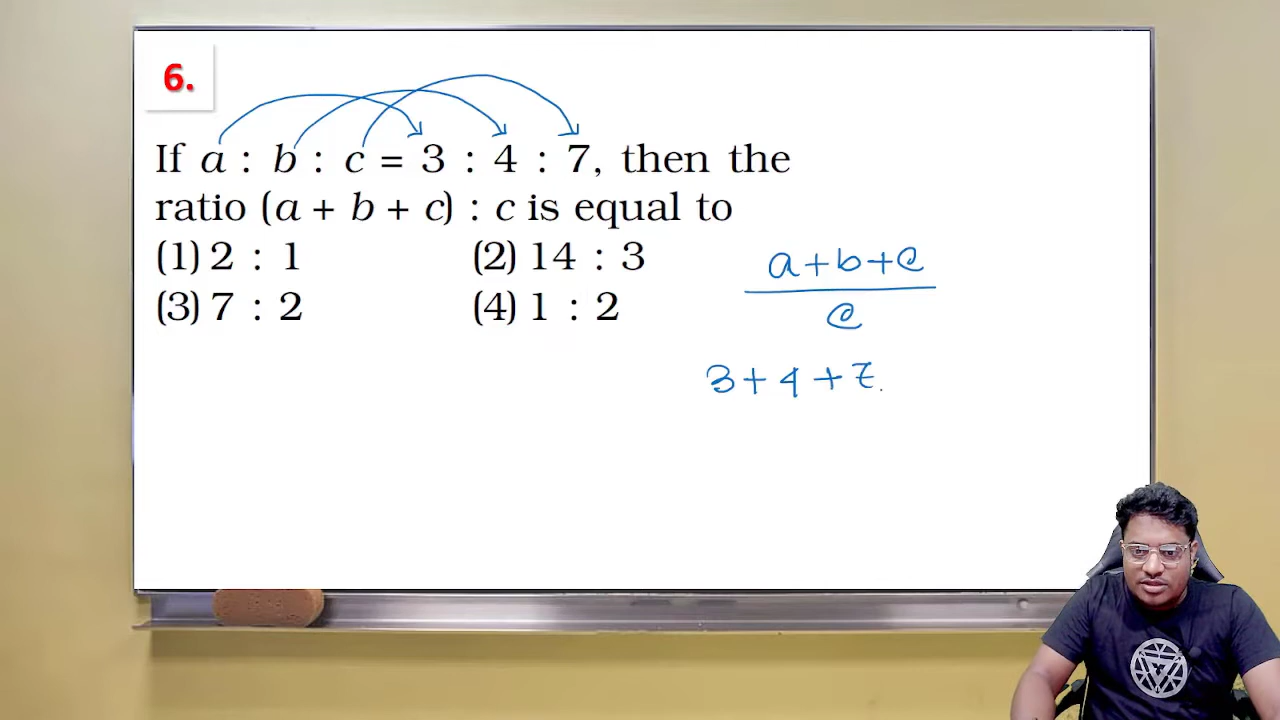 6.
If a : b : c = 3 : 4 : 7, then the
ratio (a + b + c) : c is equal to
(1) 2 : 1 (2) 14 : 3
(3) 7 : 2 (4) 1 : 2
a+b+c
c
3+4+7